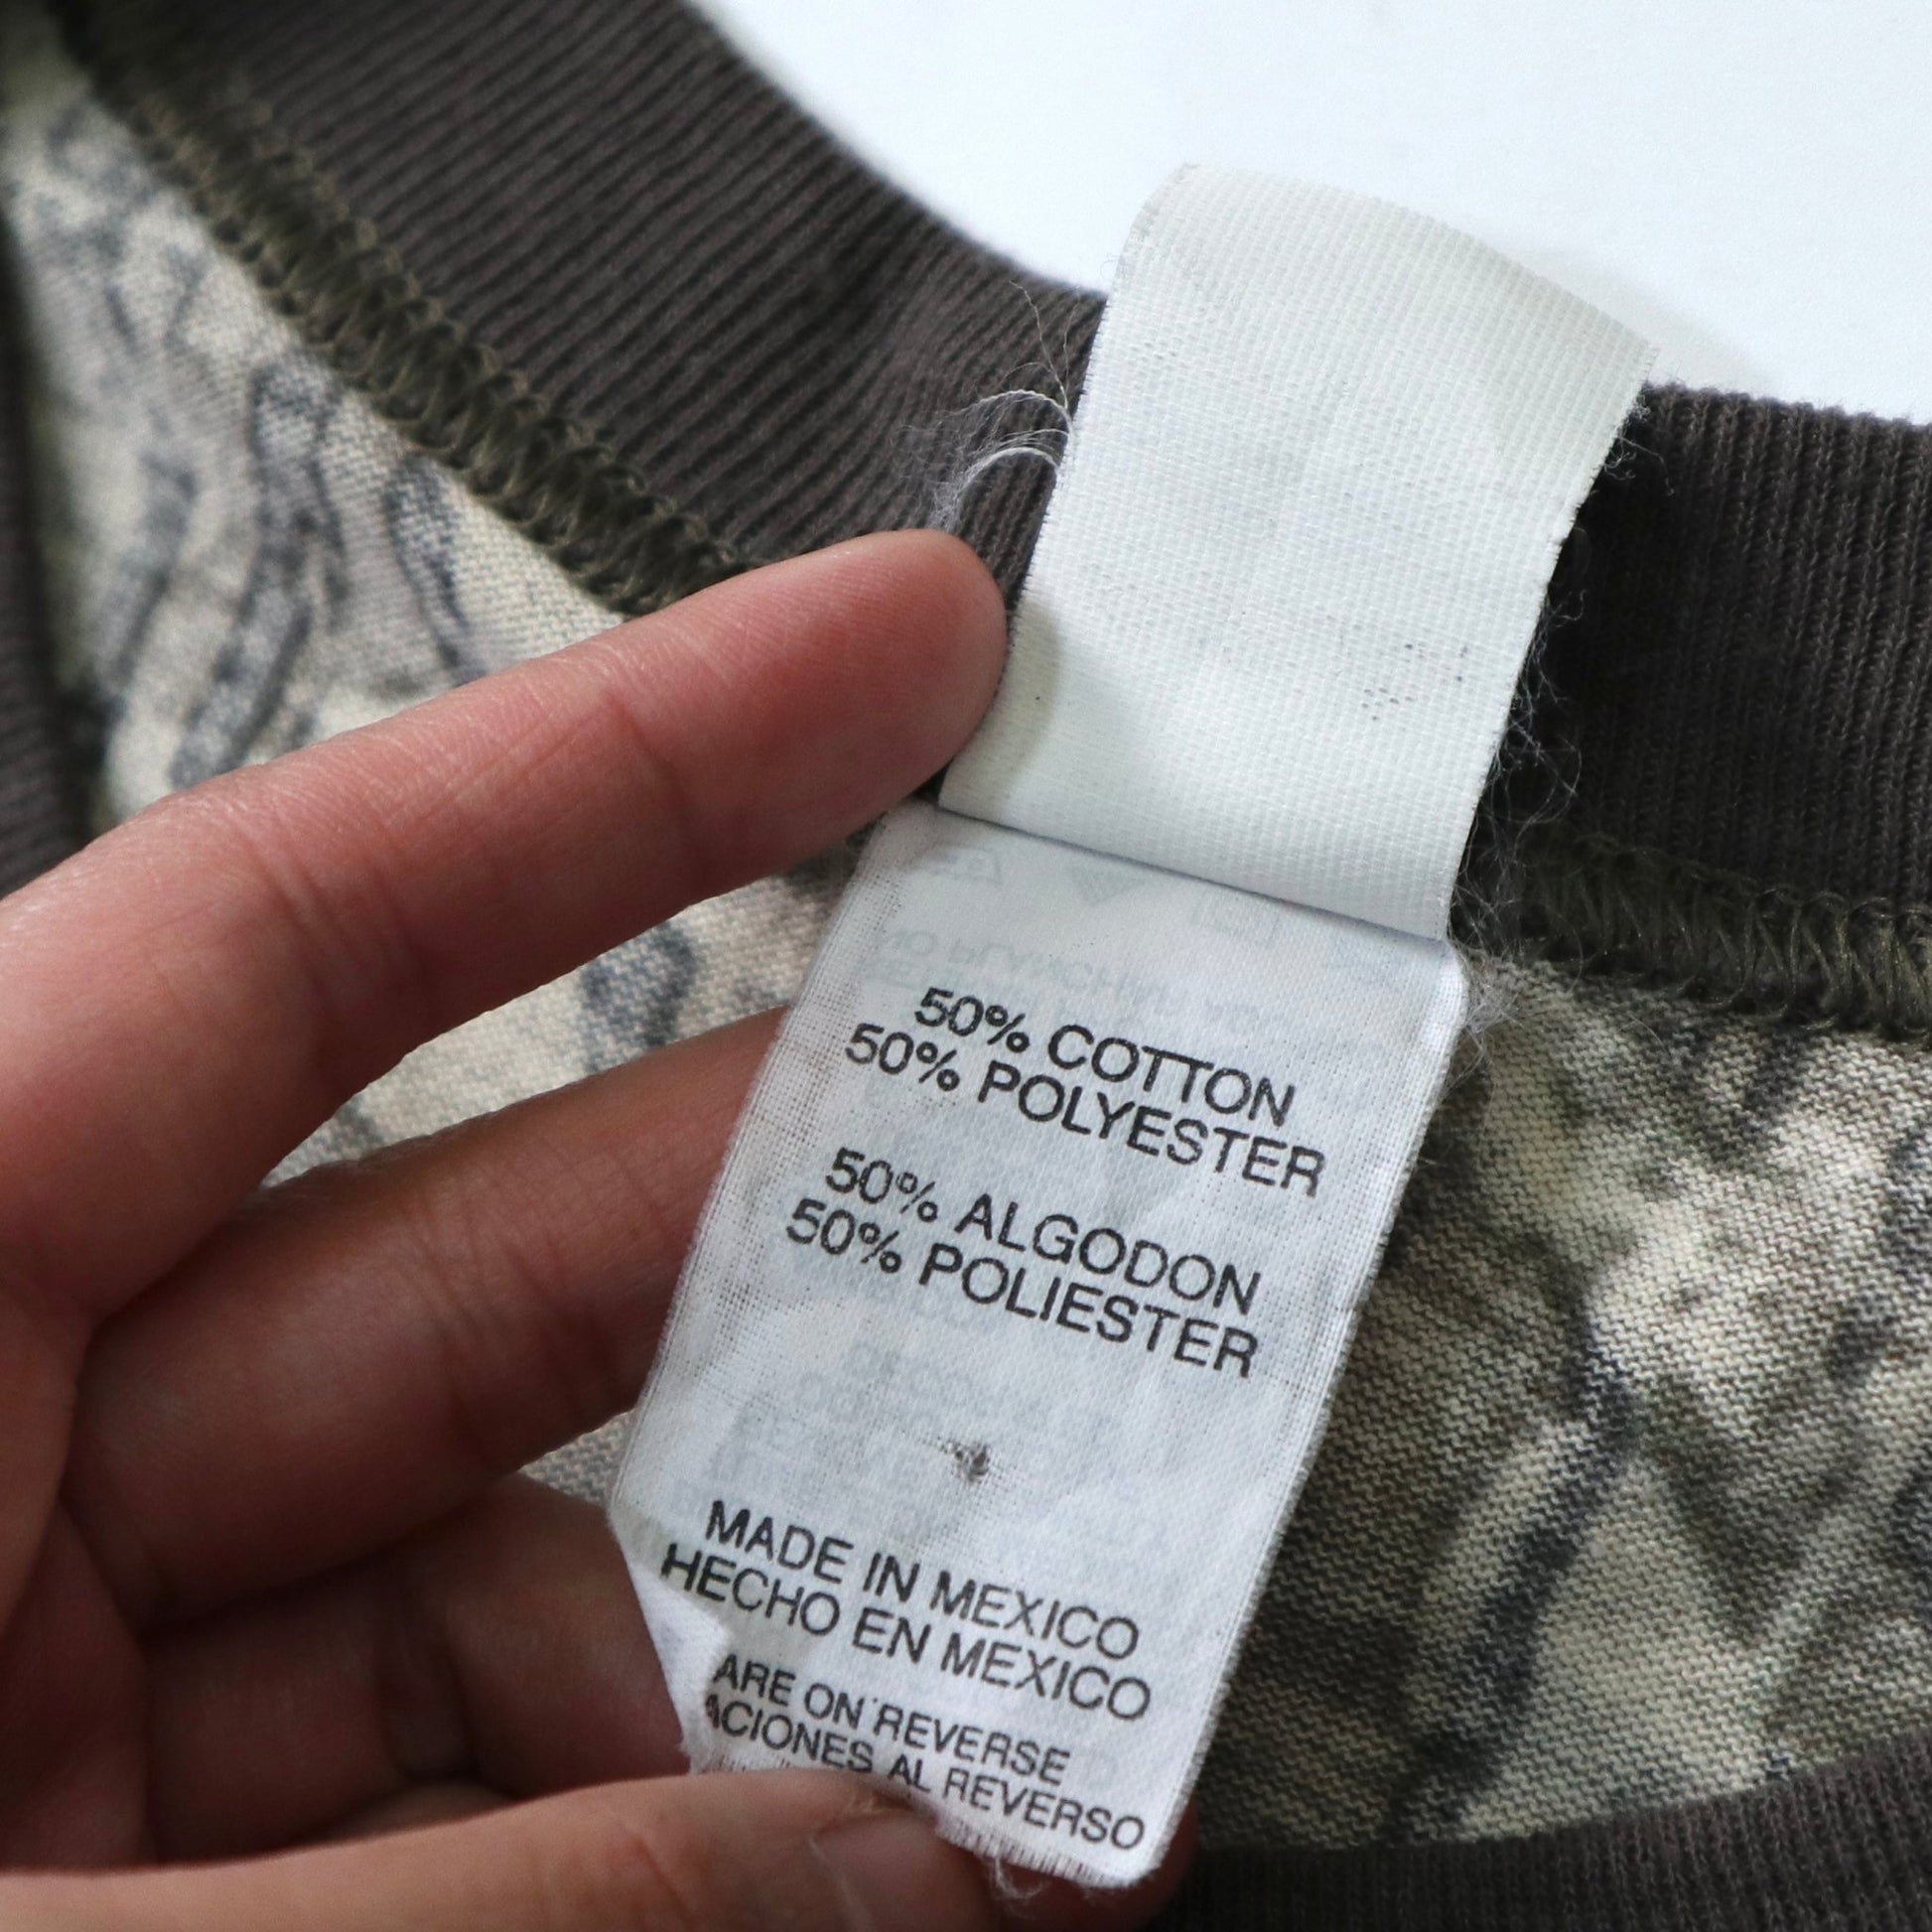 50% COTTON
50% POLYESTER
50% ALGODON
50% POLIESTER
MADE IN MEXICO
HECHO EN MEXICO
ARE ON REVERSE
ACIONES AL REVERSO